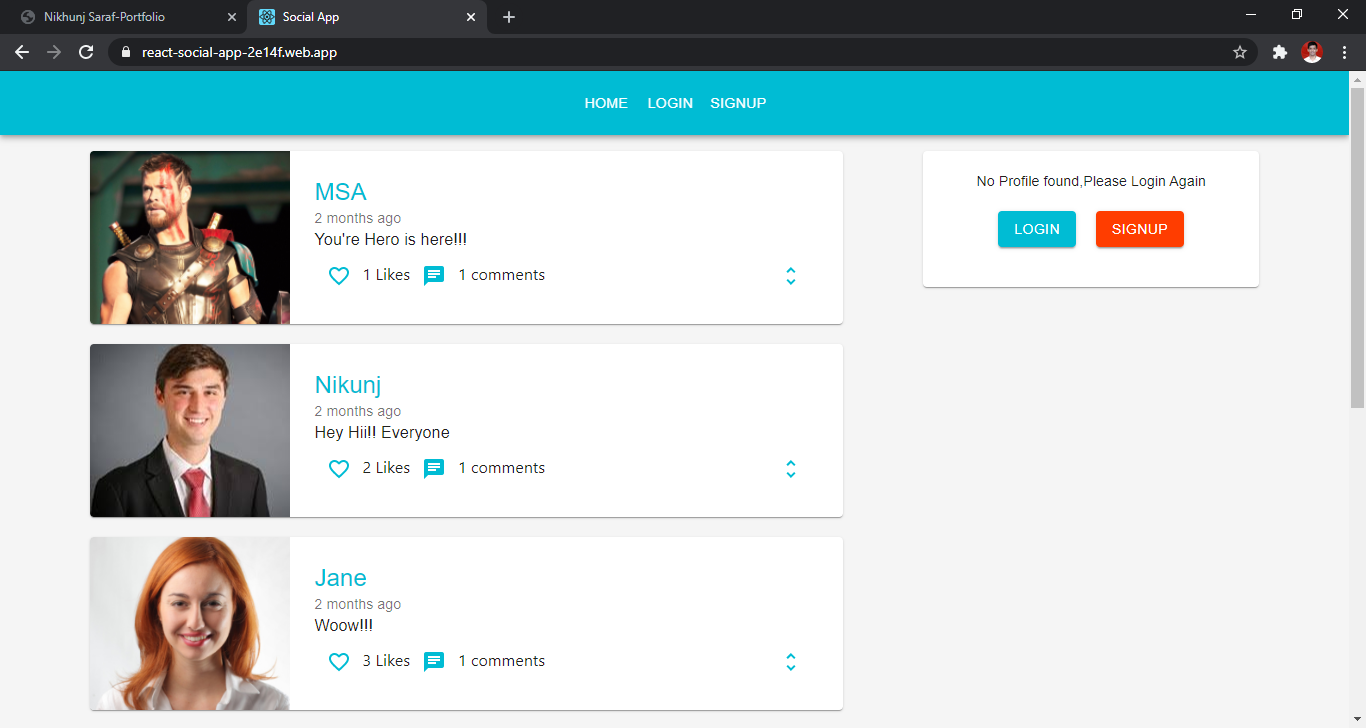 Nikhunj Saraf-Portfolio
Social App
react-social-app-2e14f.web.app
HOME LOGIN SIGNUP
MSA
2 months ago
You're Hero is here!!!
1 Likes 1 comments
No Profile found,Please Login Again
LOGIN SIGNUP
Nikunj
2 months ago
Hey Hii!! Everyone
2 Likes 1 comments
Jane
2 months ago
Woow!!!
3 Likes 1 comments